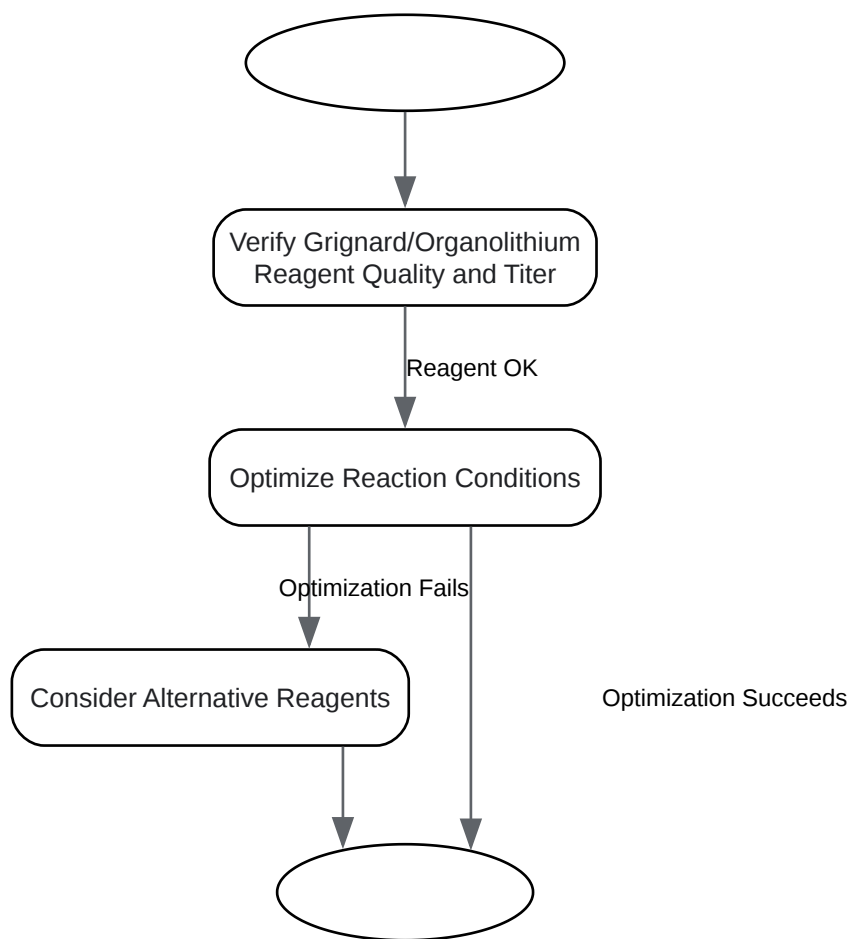 Verify Grignard/Organolithium
Reagent Quality and Titer
Reagent OK
Optimize Reaction Conditions
Optimization Fails
Consider Alternative Reagents
Optimization Succeeds